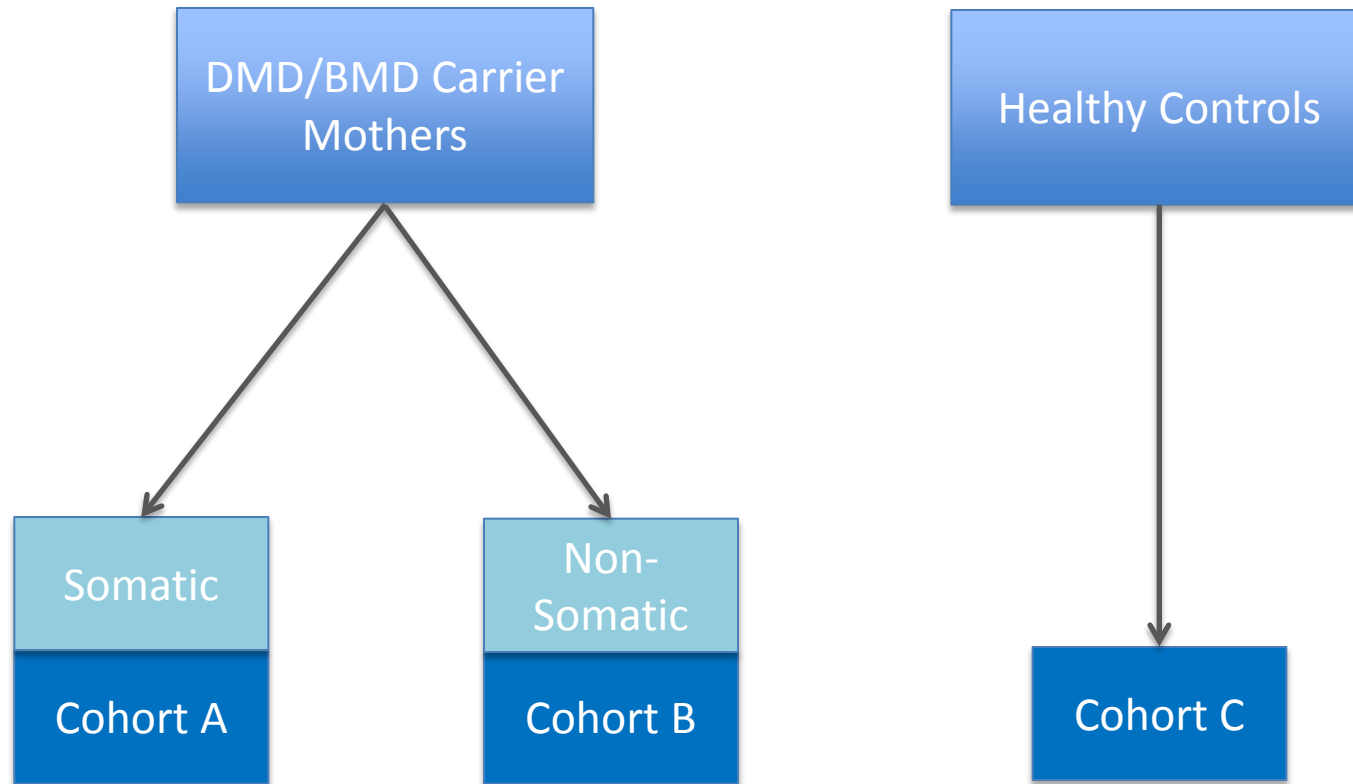 DMD/BMD Carrier
Mothers
Healthy Controls
Somatic
Non-
Somatic
Cohort A
Cohort B
Cohort C